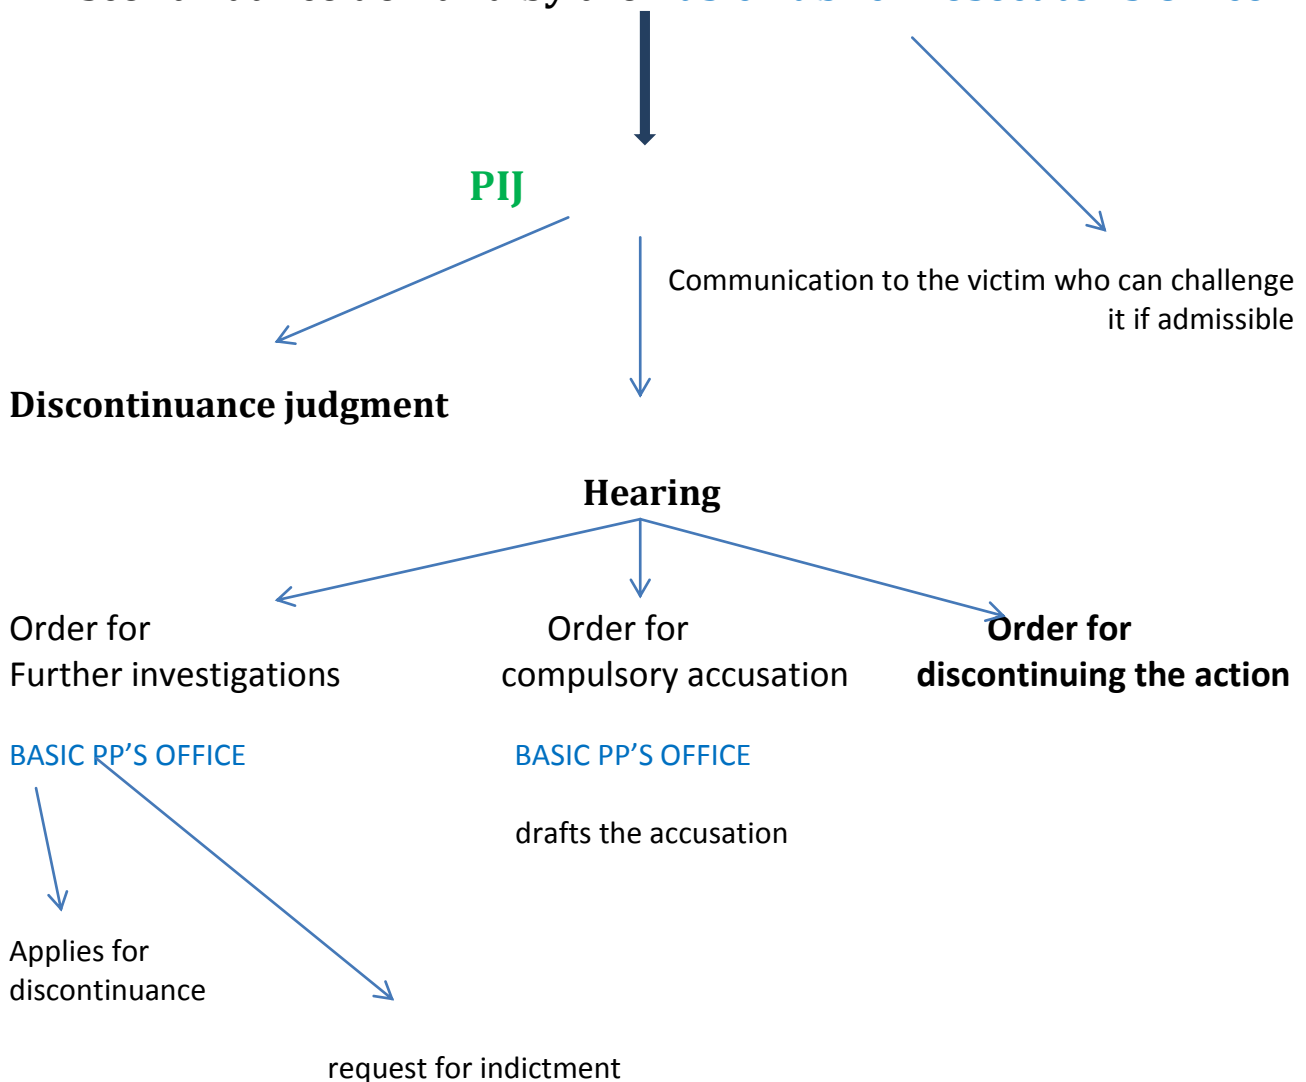 by the
PIJ
Communication to the victim who can challenge
it if admissible
Discontinuance judgment
Hearing
Order for Order for Order for
Further investigations compulsory accusation discontinuing the action
BASIC PP'S OFFICE BASIC PP'S OFFICE
drafts the accusation
Applies for
discontinuance
request for indictment